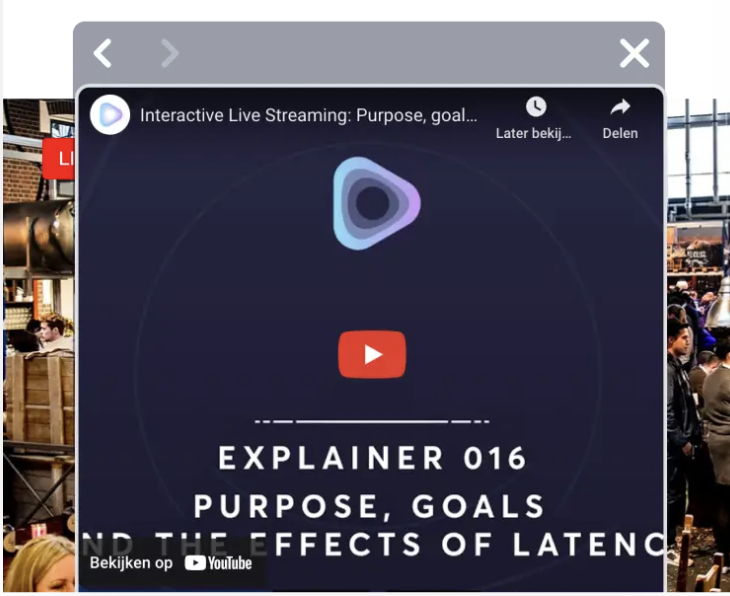 Interactive Live Streaming: Purpose, goal...
Later bekij...
Delen
LI
EXPLAINER 016
PURPOSE, GOALS
ND THE EFFECTS OF LATENC
Bekijken op YouTube